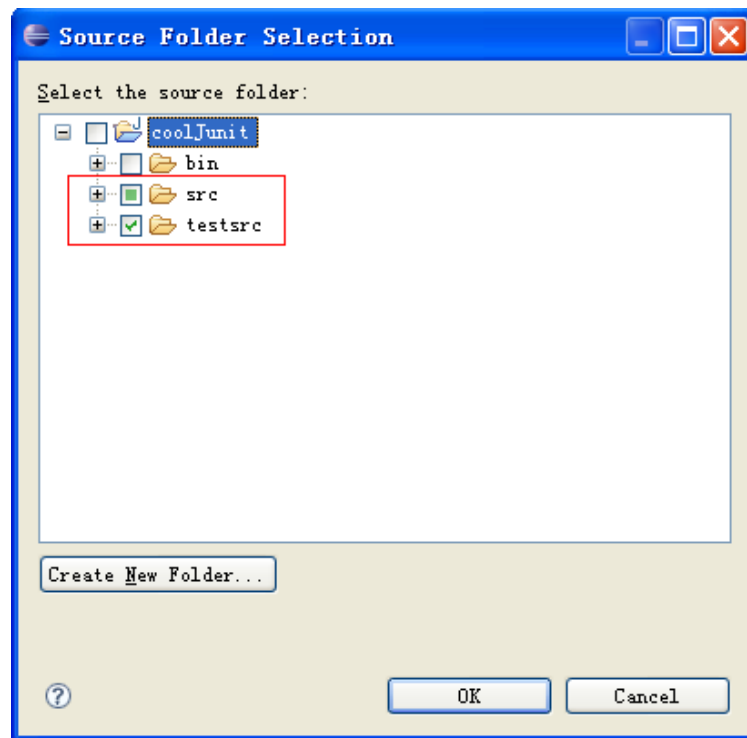 Source Folder Selection
Select the source folder:
coolJunit
bin
src
testsrc
Create New Folder...
OK
Cancel